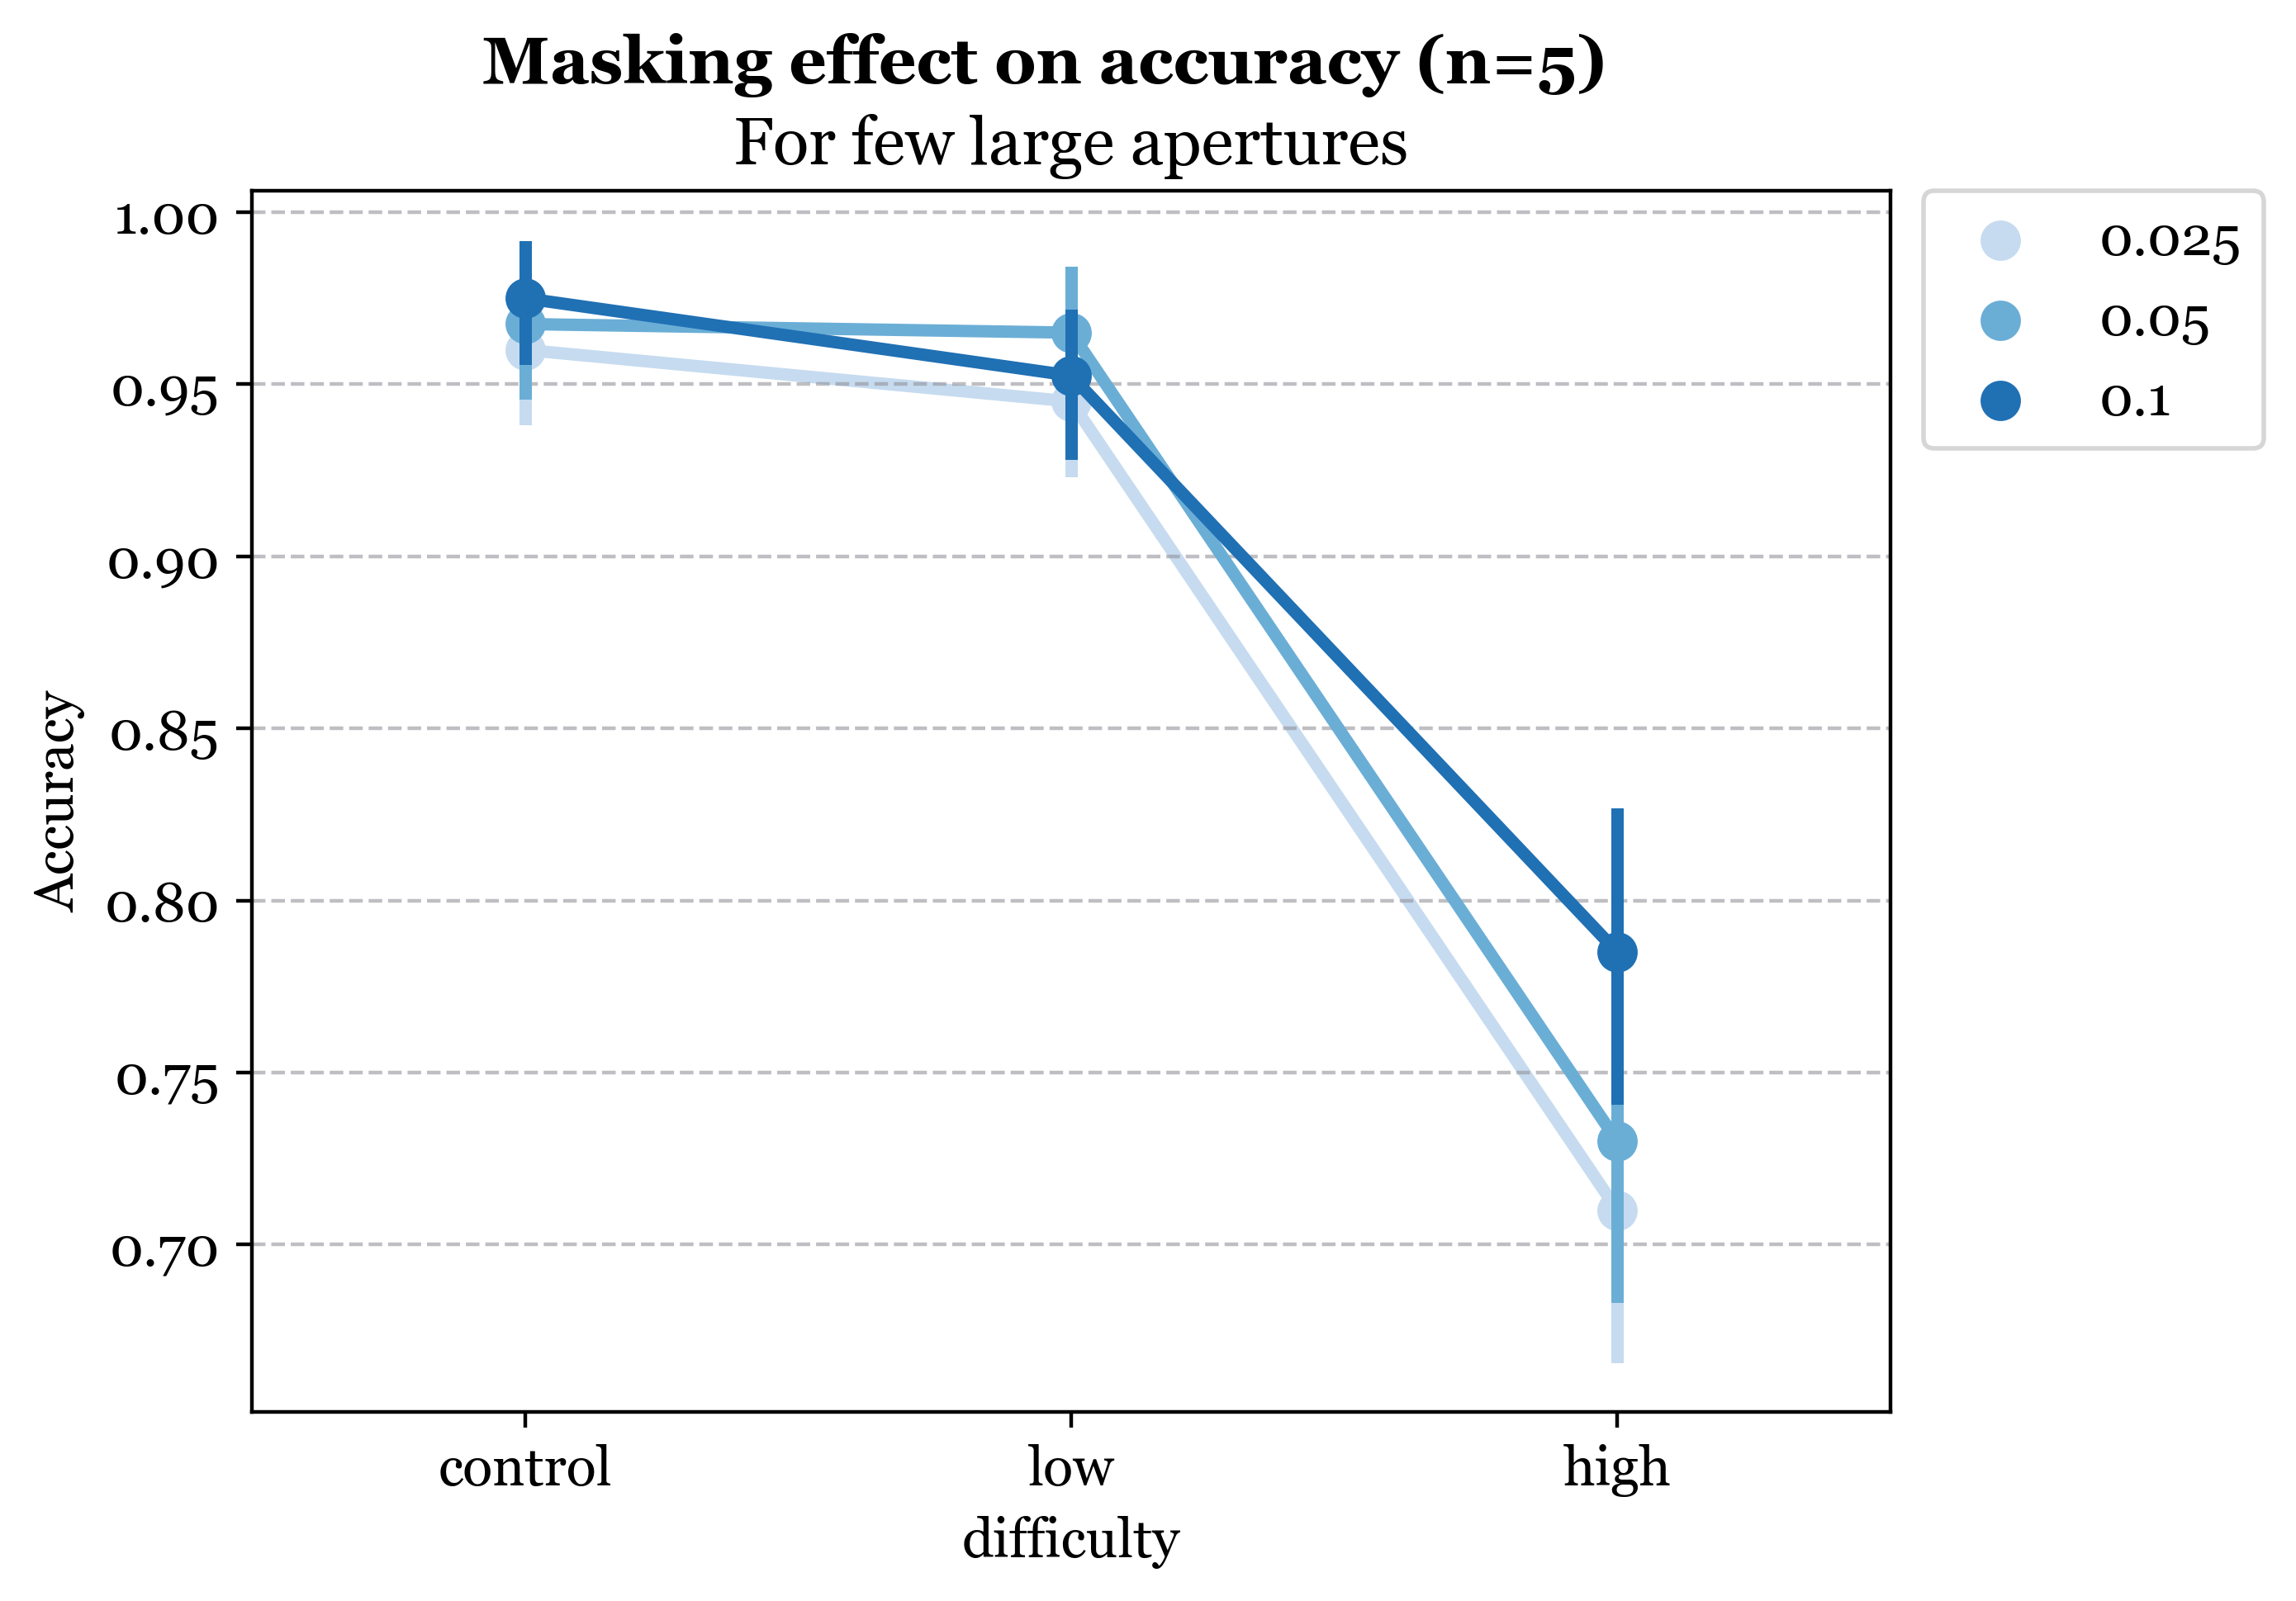 Masking effect on accuracy (n=5)
For few large apertures
0.025
0.05
0.1
1.00
0.95
0.90
0.85
0.80
0.75
0.70
Accuracy
control
low
high
difficulty